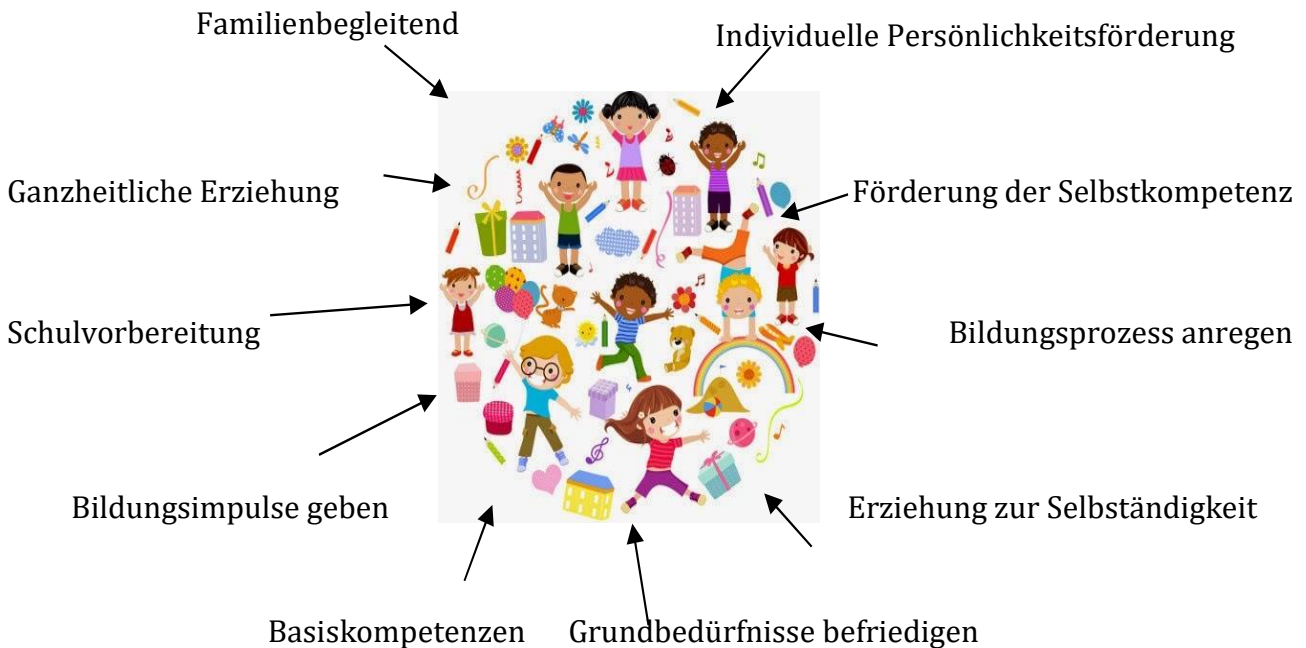 Familienbegleitend
Individuelle Persönlichkeitsförderung
Ganzheitliche Erziehung
Förderung der Selbstkompetenz
Schulvorbereitung
Bildungsprozess anregen
Bildungsimpulse geben
Erziehung zur Selbständigkeit
Basiskompetenzen
Grundbedürfnisse befriedigen